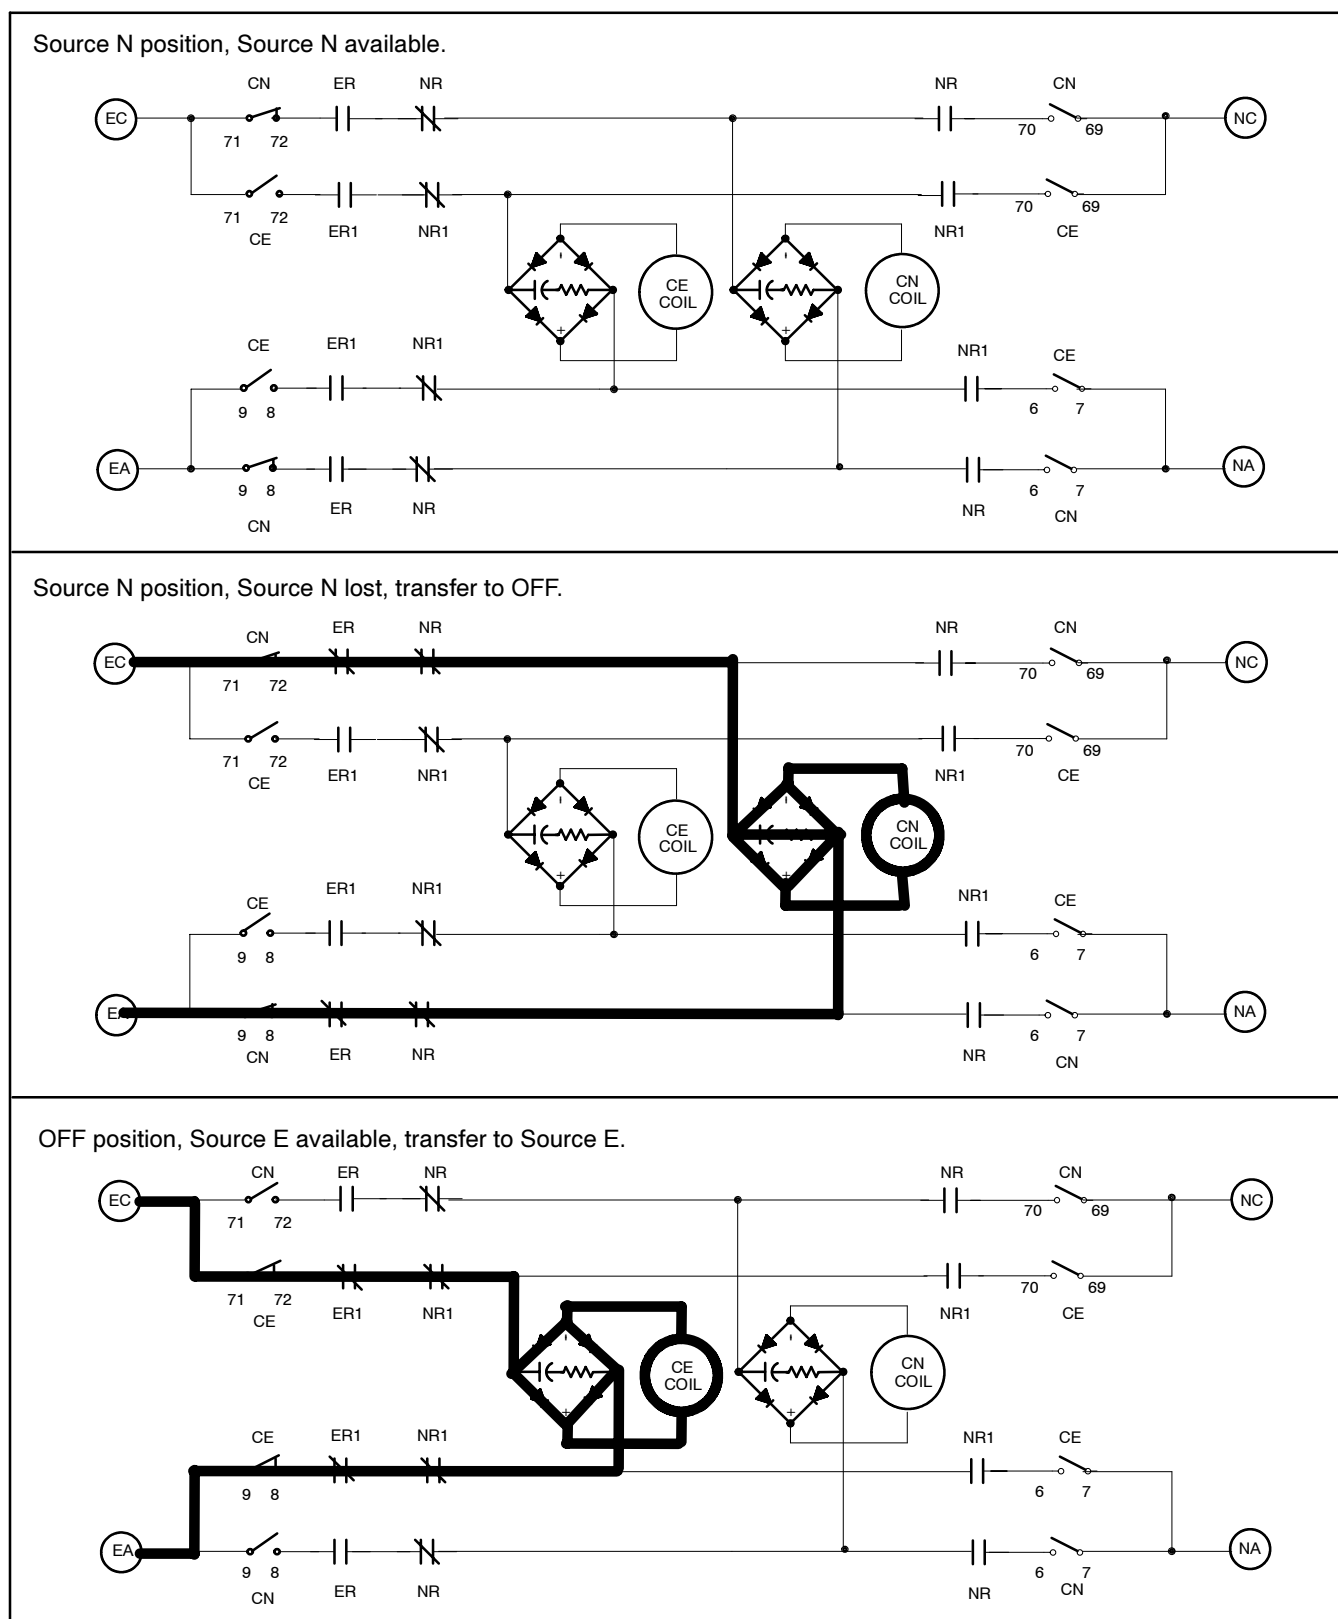 Source N position, Source N available.
CN ER NR NR CN
EC NC
71 72 70 69
71 72 ER1 NR1 NR1 70 69
CE CE
CE COIL
CN COIL
+ +
CE ER1 NR1 NR1 CE
9 8 6 7
EA NA
9 8 ER NR NR 6 7
CN CN
Source N position, Source N lost, transfer to OFF.
CN ER NR NR CN
EC NC
71 72 70 69
71 72 ER1 NR1 NR1 70 69
CE CE
CE COIL
CN COIL
+ +
CE ER1 NR1 NR1 CE
9 8 6 7
EA NA
9 8 ER NR NR 6 7
CN CN
OFF position, Source E available, transfer to Source E.
CN ER NR NR CN
EC NC
71 72 70 69
71 72 ER1 NR1 NR1 70 69
CE CE
CE COIL
CN COIL
+ +
CE ER1 NR1 NR1 CE
9 8 6 7
EA NA
9 8 ER NR NR 6 7
CN CN